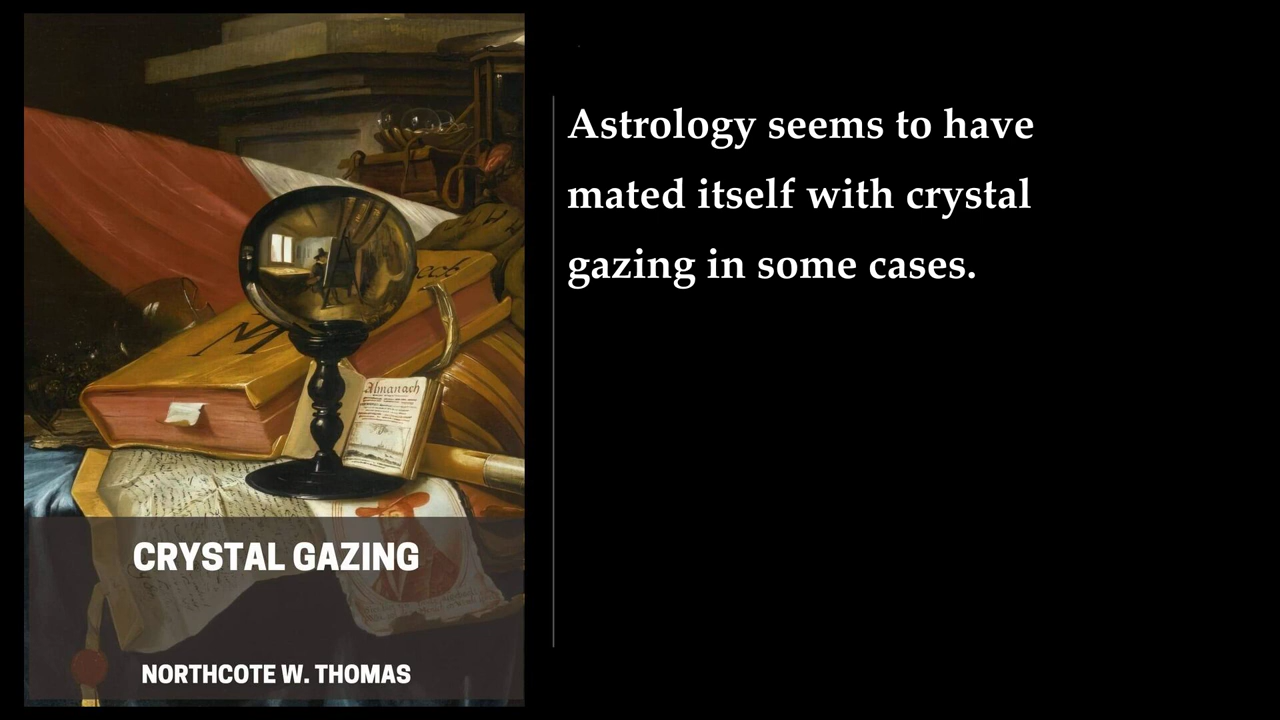 Astrology seems to have
mated itself with crystal
gazing in some cases.
M
Almanach
CRYSTAL GAZING
NORTHCOTE W. THOMAS